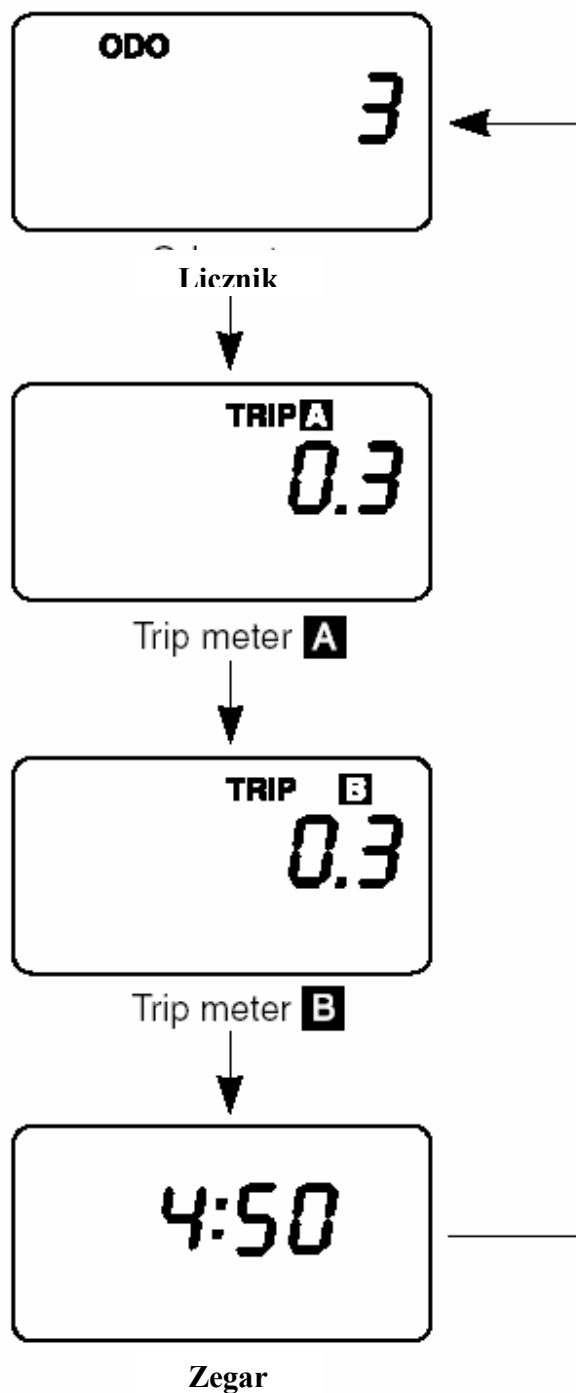 ODO
3
Licznik
TRIP A
0.3
Trip meter A
TRIP B
0.3
Trip meter B
4:50
Zegar